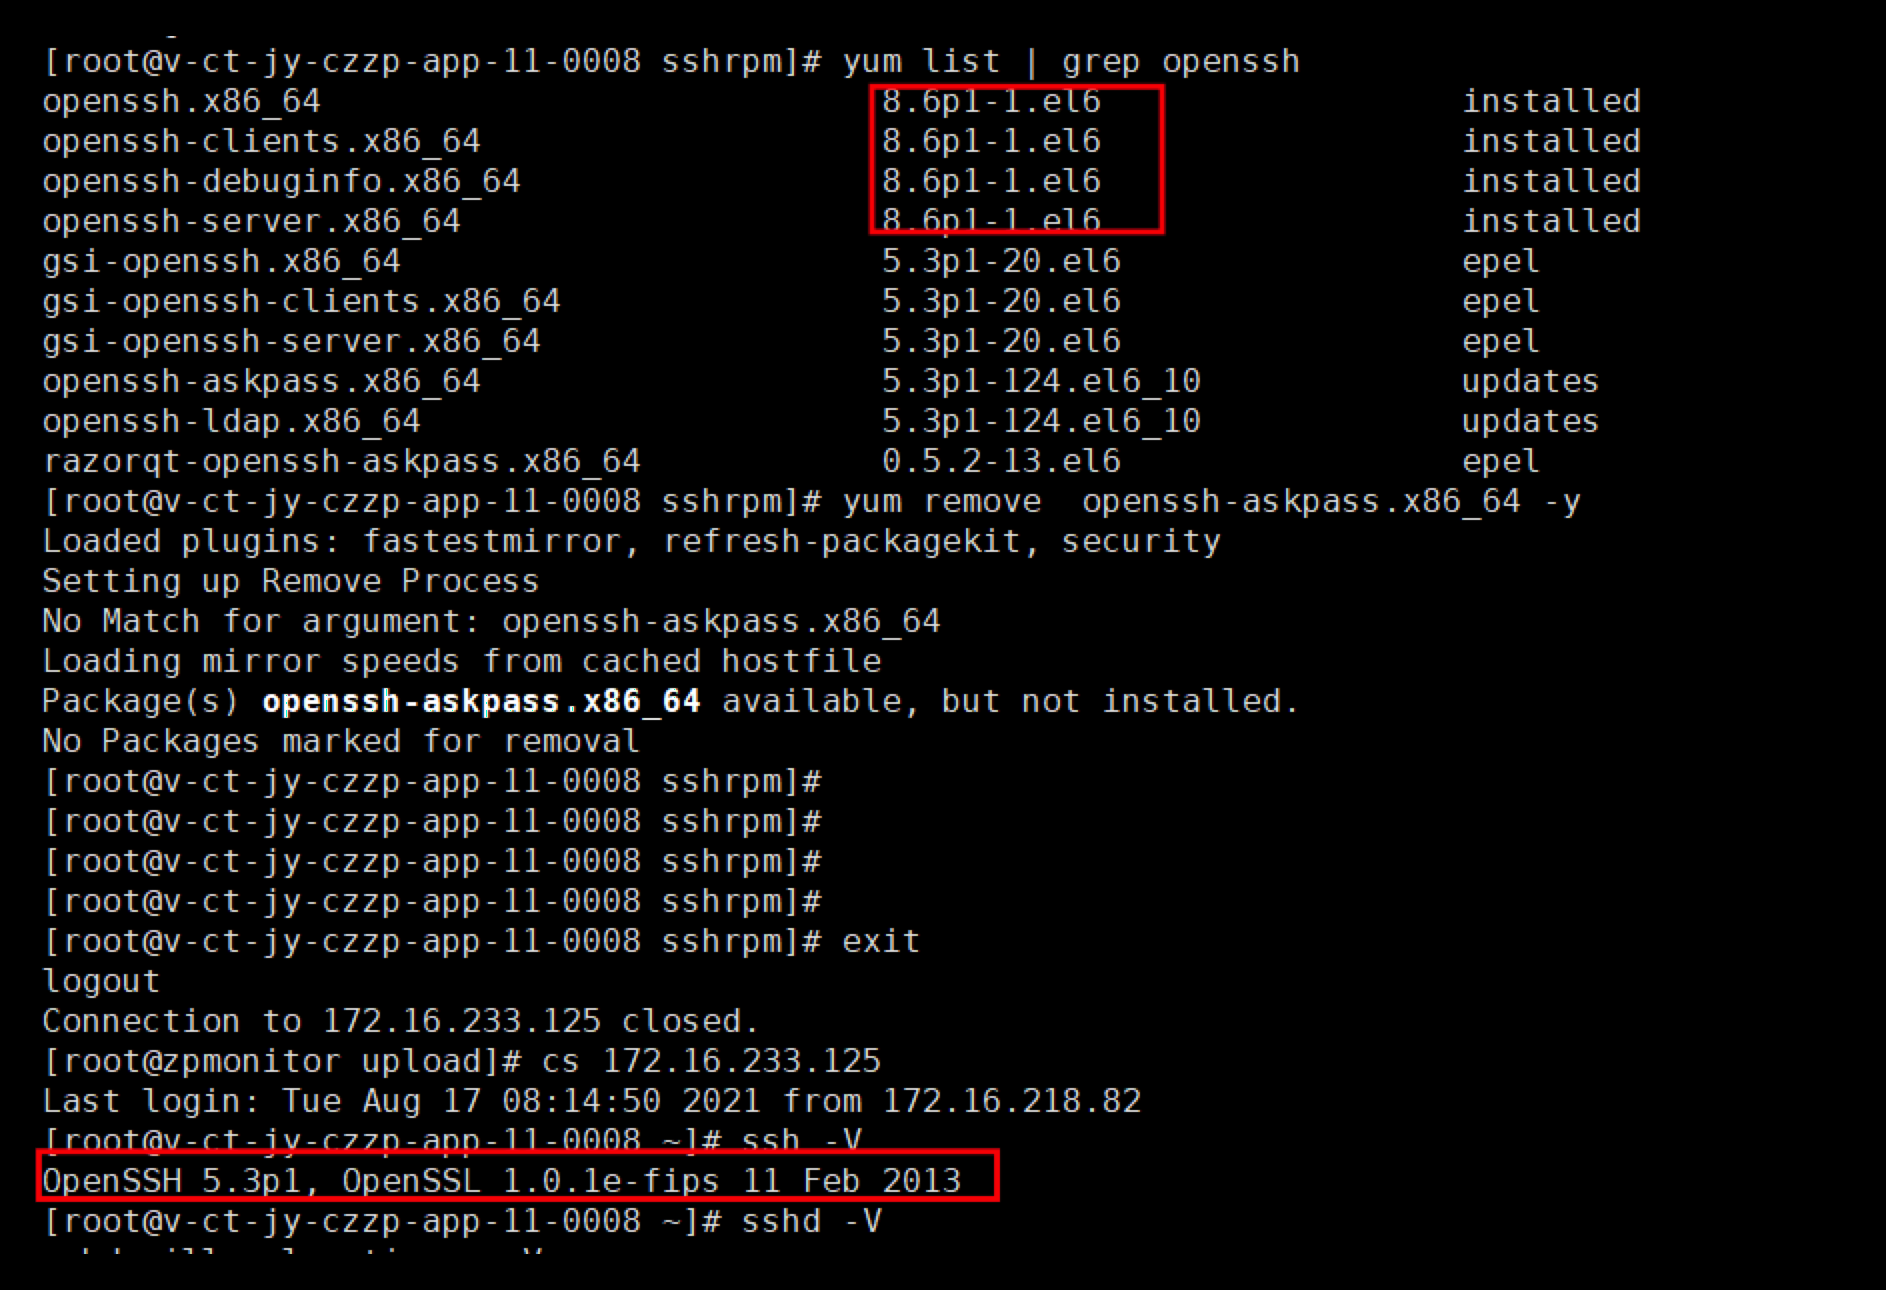 [root@v-ct-jy-czzp-app-11-0008 sshrpm]# yum list | grep openssh
openssh.x86_64 8.6p1-1.el6 installed
openssh-clients.x86_64 8.6p1-1.el6 installed
openssh-debuginfo.x86_64 8.6p1-1.el6 installed
openssh-server.x86_64 8.6p1-1.el6 installed
gsi-openssh.x86_64 5.3p1-20.el6 epel
gsi-openssh-clients.x86_64 5.3p1-20.el6 epel
gsi-openssh-server.x86_64 5.3p1-20.el6 epel
openssh-askpass.x86_64 5.3p1-124.el6_10 updates
openssh-ldap.x86_64 5.3p1-124.el6_10 updates
razorqt-openssh-askpass.x86_64 0.5.2-13.el6 epel
[root@v-ct-jy-czzp-app-11-0008 sshrpm]# yum remove  openssh-askpass.x86_64 -y
Loaded plugins: fastestmirror, refresh-packagekit, security
Setting up Remove Process
No Match for argument: openssh-askpass.x86_64
Loading mirror speeds from cached hostfile
Package(s) openssh-askpass.x86_64 available, but not installed.
No Packages marked for removal
[root@v-ct-jy-czzp-app-11-0008 sshrpm]#
[root@v-ct-jy-czzp-app-11-0008 sshrpm]#
[root@v-ct-jy-czzp-app-11-0008 sshrpm]#
[root@v-ct-jy-czzp-app-11-0008 sshrpm]#
[root@v-ct-jy-czzp-app-11-0008 sshrpm]# exit
logout
Connection to 172.16.233.125 closed.
[root@zpmonitor upload]# cs 172.16.233.125
Last login: Tue Aug 17 08:14:50 2021 from 172.16.218.82
[root@v-ct-jy-czzp-app-11-0008 ~]# ssh -V
OpenSSH 5.3p1, OpenSSL 1.0.1e-fips 11 Feb 2013
[root@v-ct-jy-czzp-app-11-0008 ~]# sshd -V